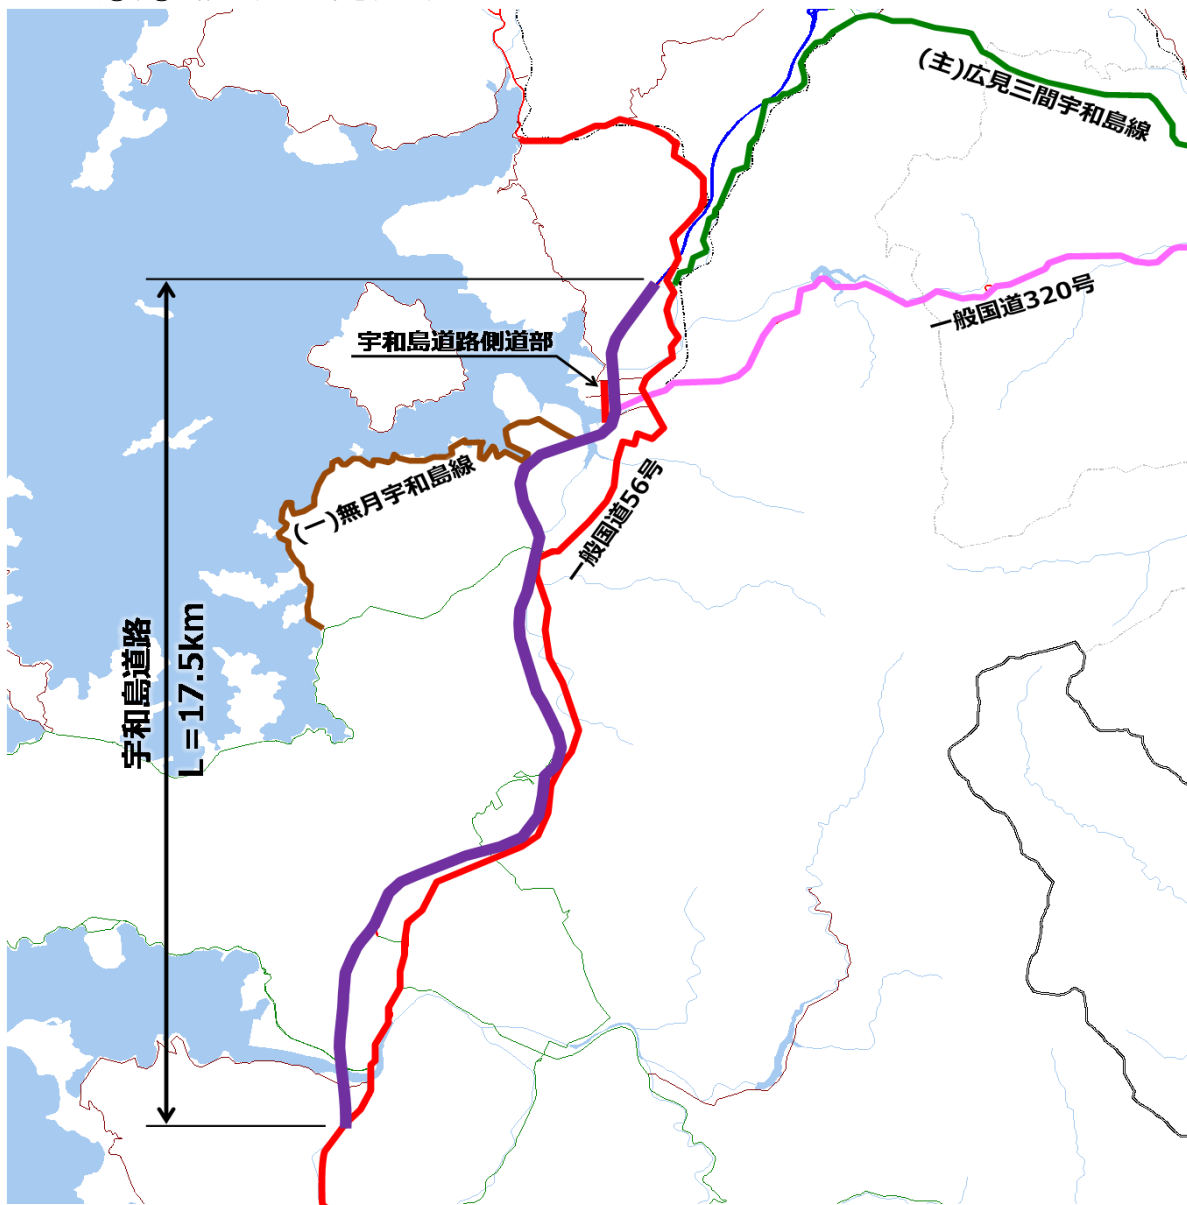 (主)広見三間宇和島線
一般国道320号
宇和島道路側道部
(一)無月宇和島線
一般国道56号
宇和島道路
L=17.5km